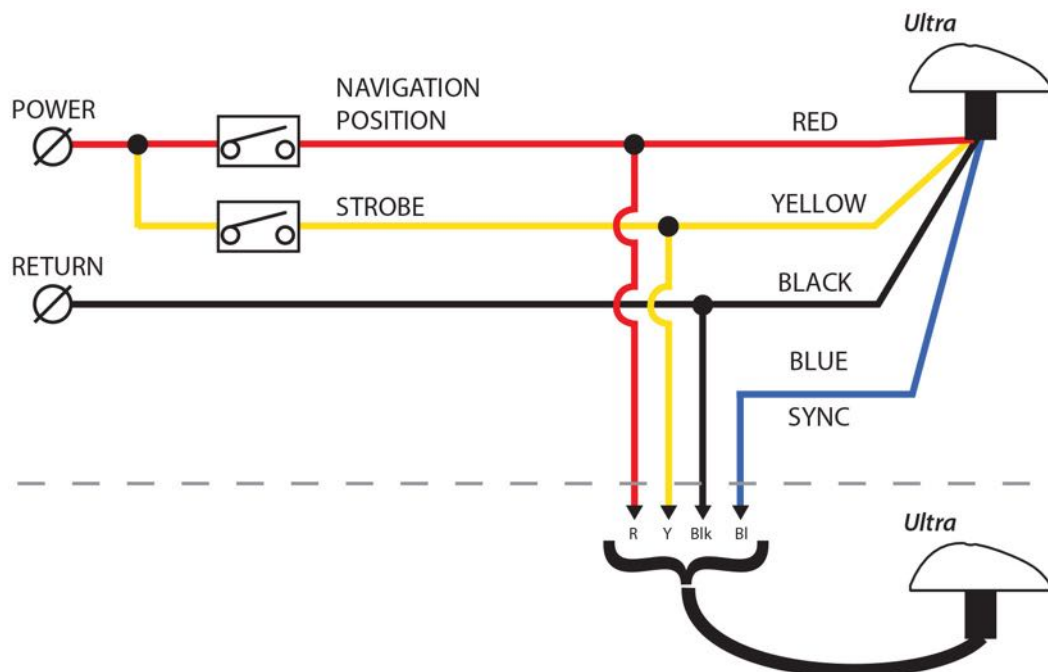 Ultra
NAVIGATION
POSITION
POWER
RED
STROBE
YELLOW
RETURN
BLACK
BLUE
SYNC
R Y Blk Bl
Ultra